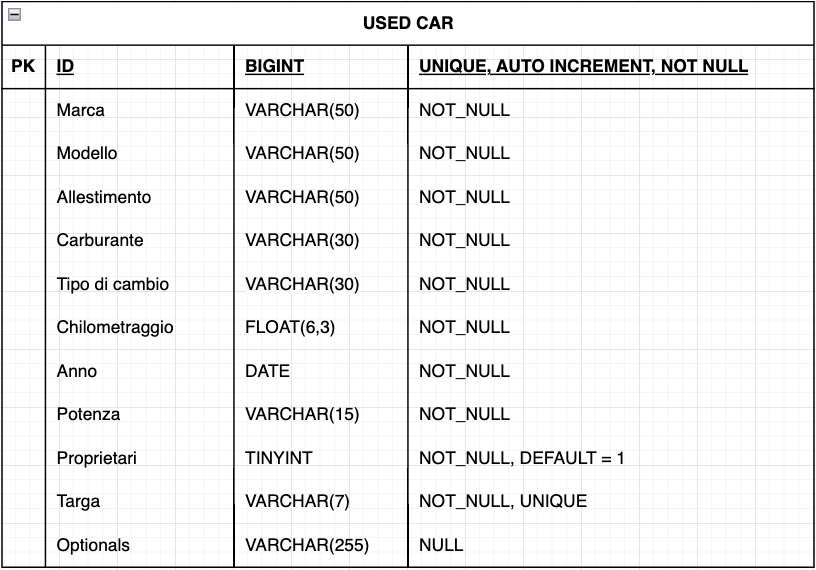 USED CAR
PK ID BIGINT UNIQUE, AUTO INCREMENT, NOT NULL
Marca VARCHAR(50) NOT_NULL
Modello VARCHAR(50) NOT_NULL
Allestimento VARCHAR(50) NOT_NULL
Carburante VARCHAR(30) NOT_NULL
Tipo di cambio VARCHAR(30) NOT_NULL
Chilometraggio FLOAT(6,3) NOT_NULL
Anno DATE NOT_NULL
Potenza VARCHAR(15) NOT_NULL
Proprietari TINYINT NOT_NULL, DEFAULT = 1
Targa VARCHAR(7) NOT_NULL, UNIQUE
Optionals VARCHAR(255) NULL